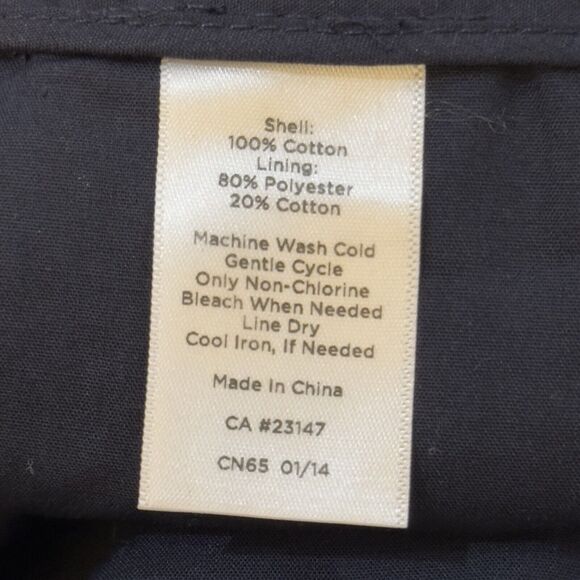 Shell:
100% Cotton
Lining:
80% Polyester
20% Cotton
Machine Wash Cold
Gentle Cycle
Only Non-Chlorine
Bleach When Needed
Line Dry
Cool Iron, If Needed
Made In China
CA #23147
CN65 01/14